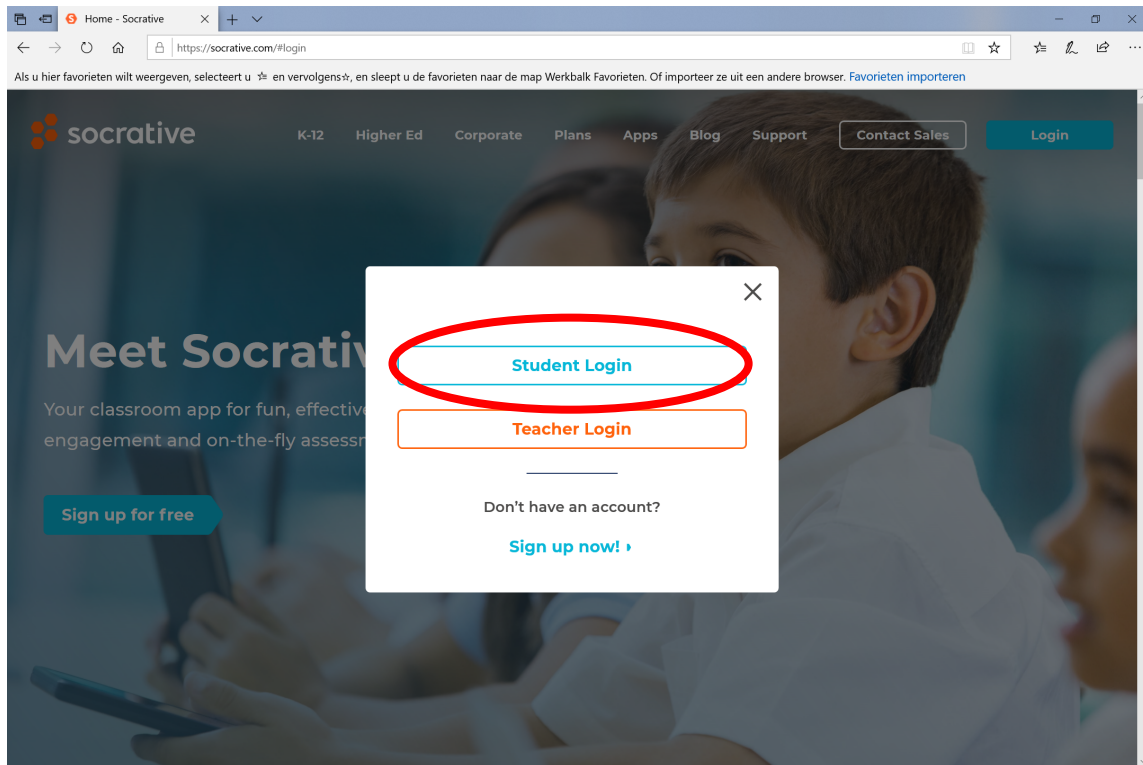 Home - Socrative
https://socrative.com/#login
Als u hier favorieten wilt weergeven, selecteert u en vervolgens☆, en sleept u de favorieten naar de map Werkbalk Favorieten. Of importeer ze uit een andere browser. Favorieten importeren
socrative K-12 Higher Ed Corporate Plans Apps Blog Support Contact Sales Login
Meet Socrativ
Your classroom app for fun, effective
engagement and on-the-fly assessm
Sign up for free
Student Login
Teacher Login
Don’t have an account?
Sign up now!